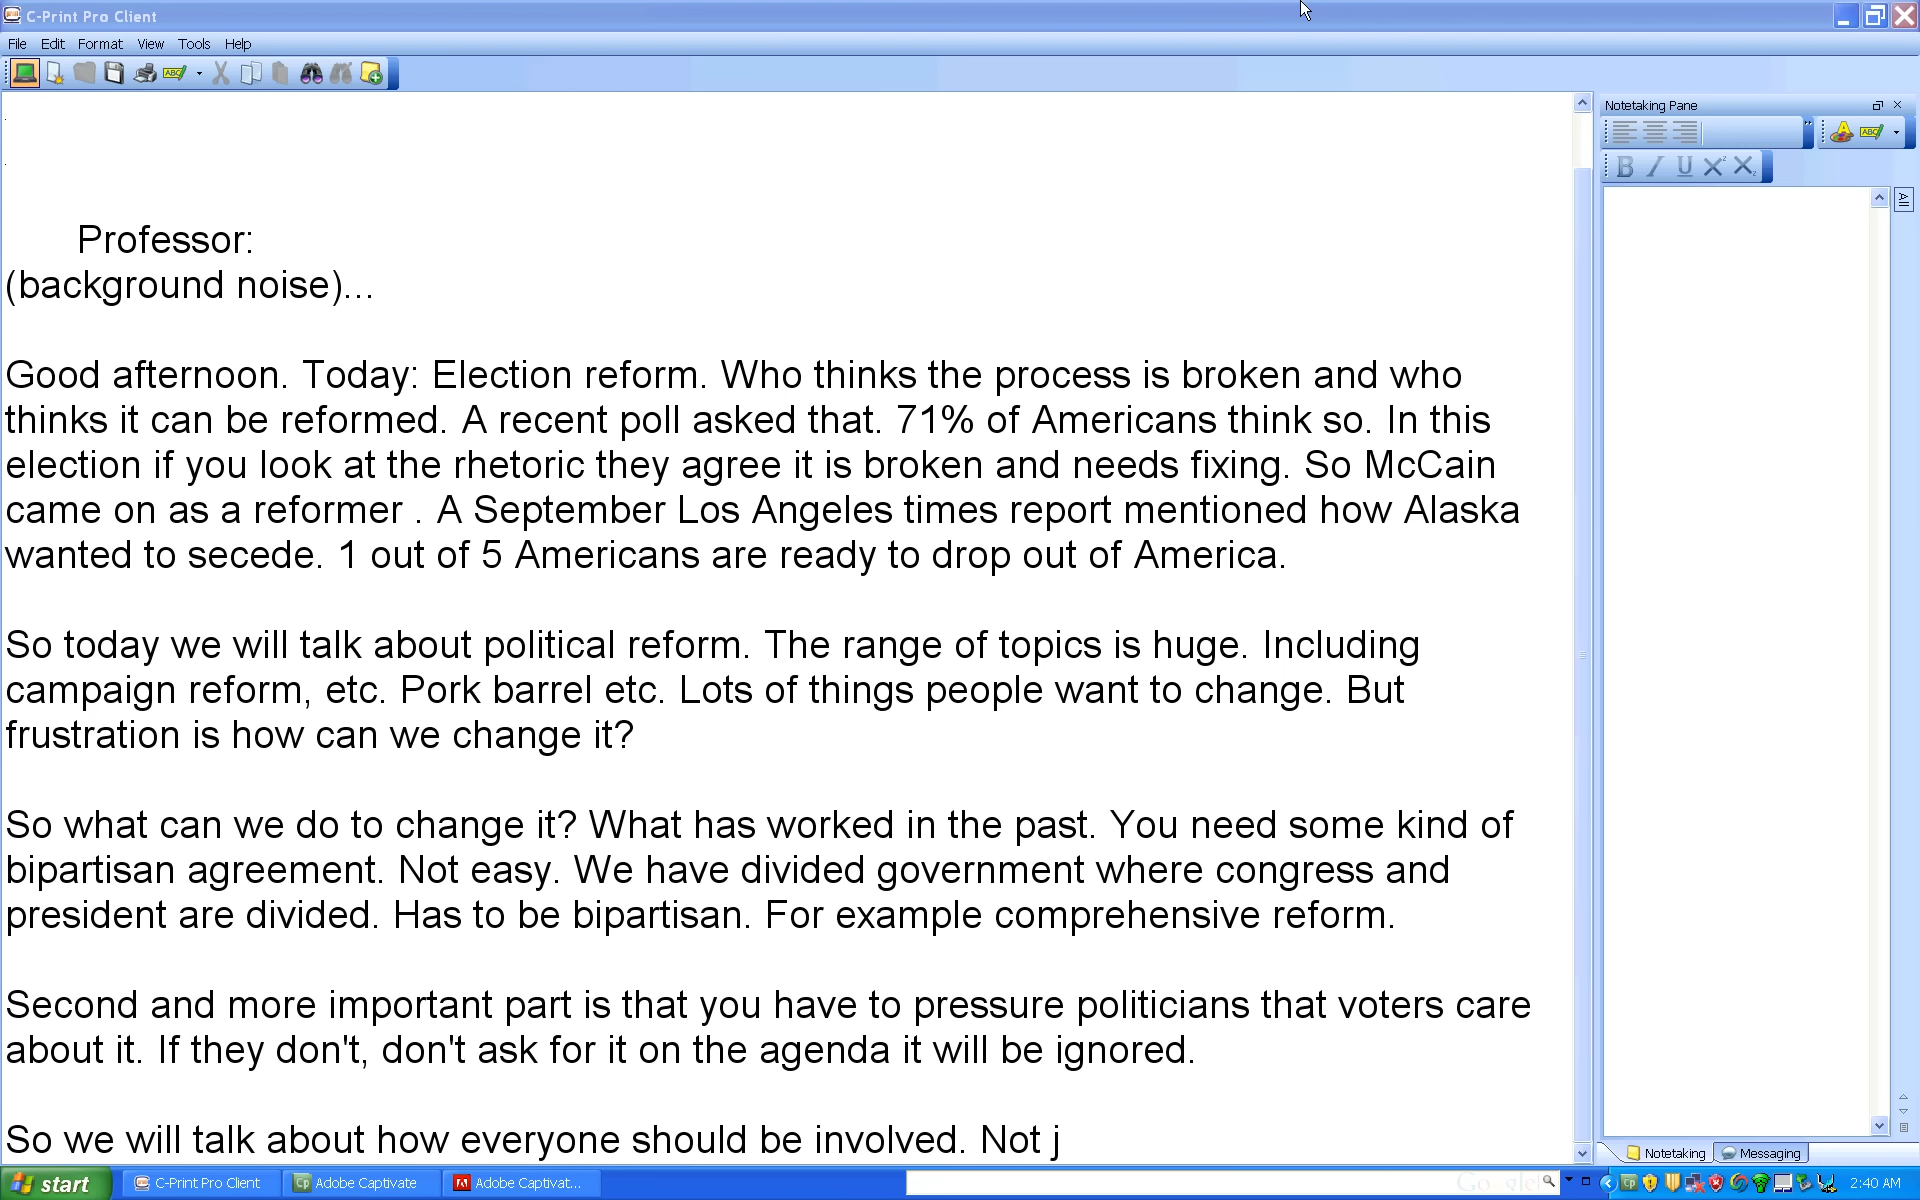 C-Print Pro Client
File Edit Format View Tools Help
Notetaking Pane
Professor:
(background noise)...
Good afternoon. Today: Election reform. Who thinks the process is broken and who
thinks it can be reformed. A recent poll asked that. 71% of Americans think so. In this
election if you look at the rhetoric they agree it is broken and needs fixing. So McCain
came on as a reformer . A September Los Angeles times report mentioned how Alaska
wanted to secede. 1 out of 5 Americans are ready to drop out of America.
So today we will talk about political reform. The range of topics is huge. Including
campaign reform, etc. Pork barrel etc. Lots of things people want to change. But
frustration is how can we change it?
So what can we do to change it? What has worked in the past. You need some kind of
bipartisan agreement. Not easy. We have divided government where congress and
president are divided. Has to be bipartisan. For example comprehensive reform.
Second and more important part is that you have to pressure politicians that voters care
about it. If they don't, don't ask for it on the agenda it will be ignored.
So we will talk about how everyone should be involved. Not j
All
Notetaking Messaging
start C-Print Pro Client Adobe Captivate Adobe Captivat... Google 2:40 AM